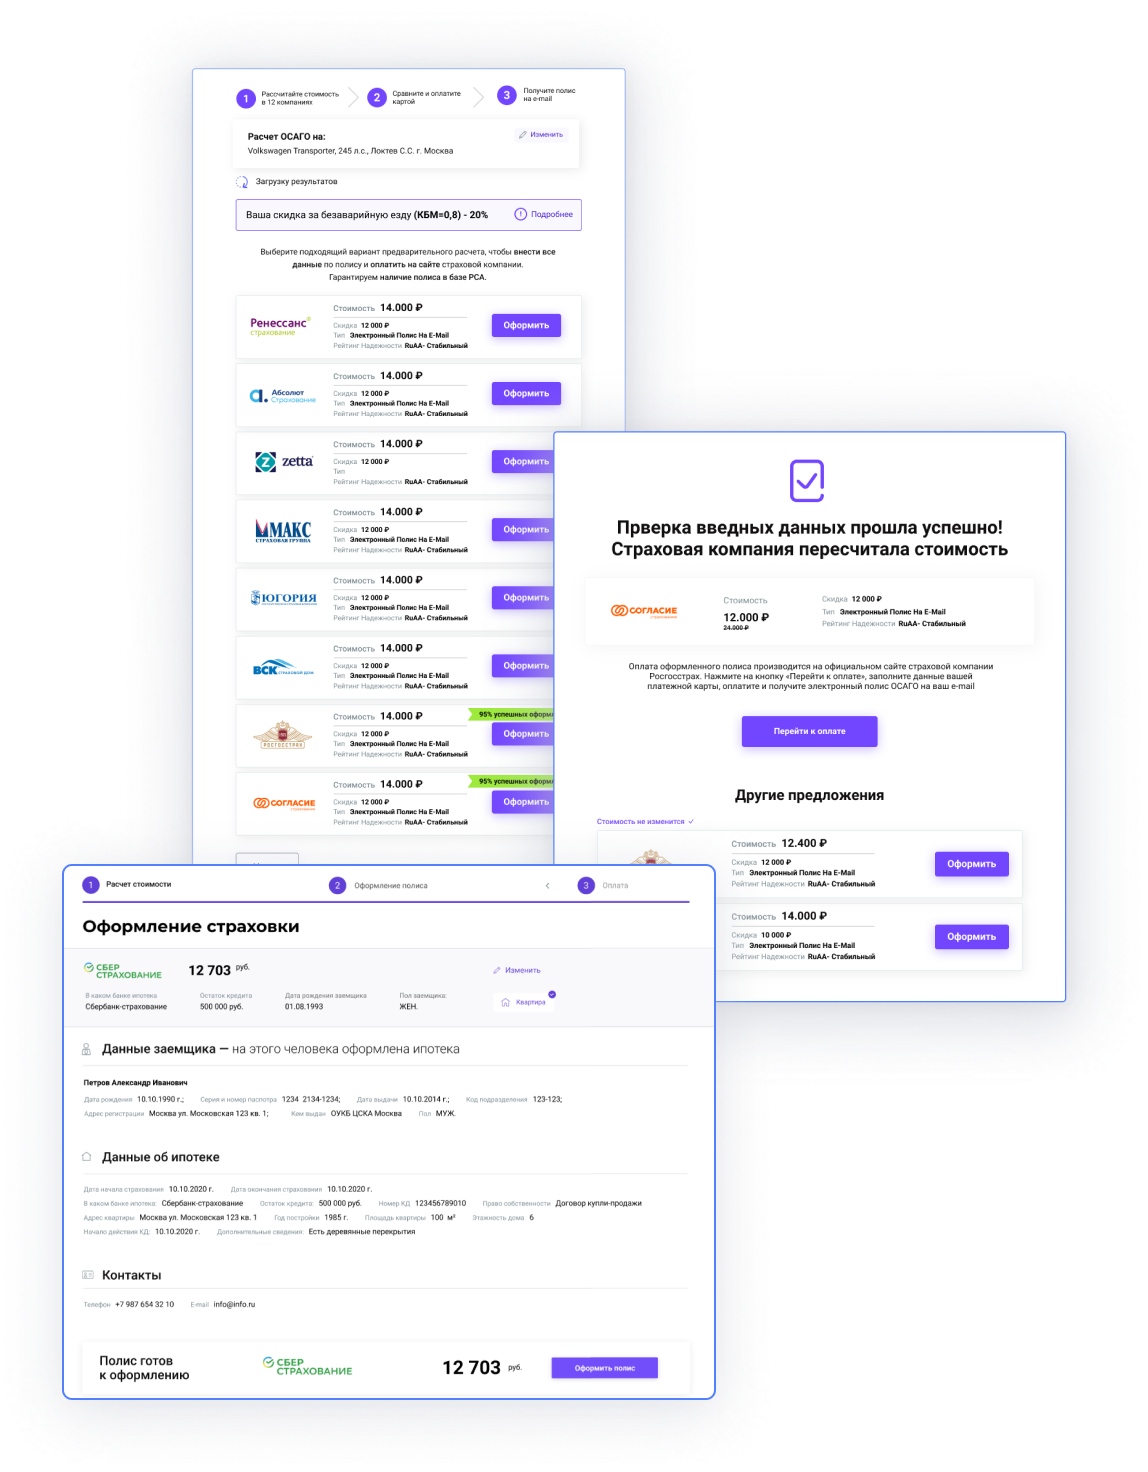 1 Рассчитайте стоимость
в 12 компаниях
2 Сравните и оплатите
картой
3 Получите полис
на e-mail
Расчет ОСАГО на:
Изменить
Volkswagen Transporter, 245 л.с., Локтев С.С. г. Москва
Загрузку результатов
Ваша скидка за безаварийную езду (КБМ=0,8) - 20%
Подробнее
Выберите подходящий вариант предварительного расчета, чтобы внести все
данные по полису и оплатить на сайте страховой компании.
Гарантируем наличие полиса в базе РСА.
Ренессанс
страхование
Стоимость 14.000 ₽
Скидка 12 000 ₽
Тип Электронный Полис На E-Mail
Рейтинг Надежности RuAA- Стабильный
Оформить
Абсолют
Страхование
Стоимость 14.000 ₽
Скидка 12 000 ₽
Тип Электронный Полис На E-Mail
Рейтинг Надежности RuAA- Стабильный
Оформить
zetta
Стоимость 14.000 ₽
Скидка 12 000 ₽
Тип
Рейтинг Надежности RuAA- Стабильный
Оформить
МАКС
СТРАХОВАЯ ГРУППА
Стоимость 14.000 ₽
Скидка 12 000 ₽
Тип Электронный Полис На E-Mail
Рейтинг Надежности RuAA- Стабильный
Оформить
ЮГОРИЯ
Стоимость 14.000 ₽
Скидка 12 000 ₽
Тип Электронный Полис На E-Mail
Рейтинг Надежности RuAA- Стабильный
Оформить
ВСК СТРАХОВОЙ ДОМ
Стоимость 14.000 ₽
Скидка 12 000 ₽
Тип Электронный Полис На E-Mail
Рейтинг Надежности RuAA- Стабильный
Оформить
РОСГОССТРАХ
Стоимость 14.000 ₽
Скидка 12 000 ₽
Тип Электронный Полис На E-Mail
Рейтинг Надежности RuAA- Стабильный
95% успешных оформ
Оформить
СОГЛАСИЕ
страхование
Стоимость 14.000 ₽
Скидка 12 000 ₽
Тип Электронный Полис На E-Mail
Рейтинг Надежности RuAA- Стабильный
95% успешных оформ
Оформить
Прверка введных данных прошла успешно!
Страховая компания пересчитала стоимость
СОГЛАСИЕ
страхование
Стоимость
12.000 ₽
24.000 ₽
Скидка 12 000 ₽
Тип Электронный Полис На E-Mail
Рейтинг Надежности RuAA- Стабильный
Оплата оформленного полиса производится на официальном сайте страховой компании
Росгосстрах. Нажмите на кнопку «Перейти к оплате», заполните данные вашей
платежной карты, оплатите и получите электронный полис ОСАГО на ваш e-mail
Перейти к оплате
Другие предложения
Стоимость не изменится
Стоимость 12.400 ₽
Скидка 12 000 ₽
Тип Электронный Полис На E-Mail
Рейтинг Надежности RuAA- Стабильный
Оформить
Стоимость 14.000 ₽
Скидка 10 000 ₽
Тип Электронный Полис На E-Mail
Рейтинг Надежности RuAA- Стабильный
Оформить
1 Расчет стоимости
2 Оформление полиса
3 Оплата
Оформление страховки
СБЕР
СТРАХОВАНИЕ
12 703 руб.
Изменить
В каком банке ипотека
Сбербанк-страхование
Остаток кредита
500 000 руб.
Дата рождения заемщика
01.08.1993
Пол заемщика:
ЖЕН.
Квартира
Данные заемщика — на этого человека оформлена ипотека
Петров Александр Иванович
Дата рождения 10.10.1990 г.; Серия и номер паспорта 1234 2134-1234; Дата выдачи 10.10.2014 г.; Код подразделения 123-123;
Адрес регистрации Москва ул. Московская 123 кв. 1; Кем выдан ОУКБ ЦСКА Москва Пол МУЖ.
Данные об ипотеке
Дата начала страхования 10.10.2020 г. Дата окончания страхования 10.10.2020 г.
В каком банке ипотека: Сбербанк-страхование Остаток кредита: 500 000 руб. Номер КД 123456789010 Право собственности Договор купли-продажи
Адрес квартиры Москва ул. Московская 123 кв. 1 Год постройки 1985 г. Площадь квартиры 100 м² Этажность дома 6
Начало действия КД: 10.10.2020 г. Дополнительные сведения: Есть деревянные перекрытия
Контакты
Телефон +7 987 654 32 10 E-mail info@info.ru
Полис готов
к оформлению
СБЕР
СТРАХОВАНИЕ
12 703 руб.
Оформить полис